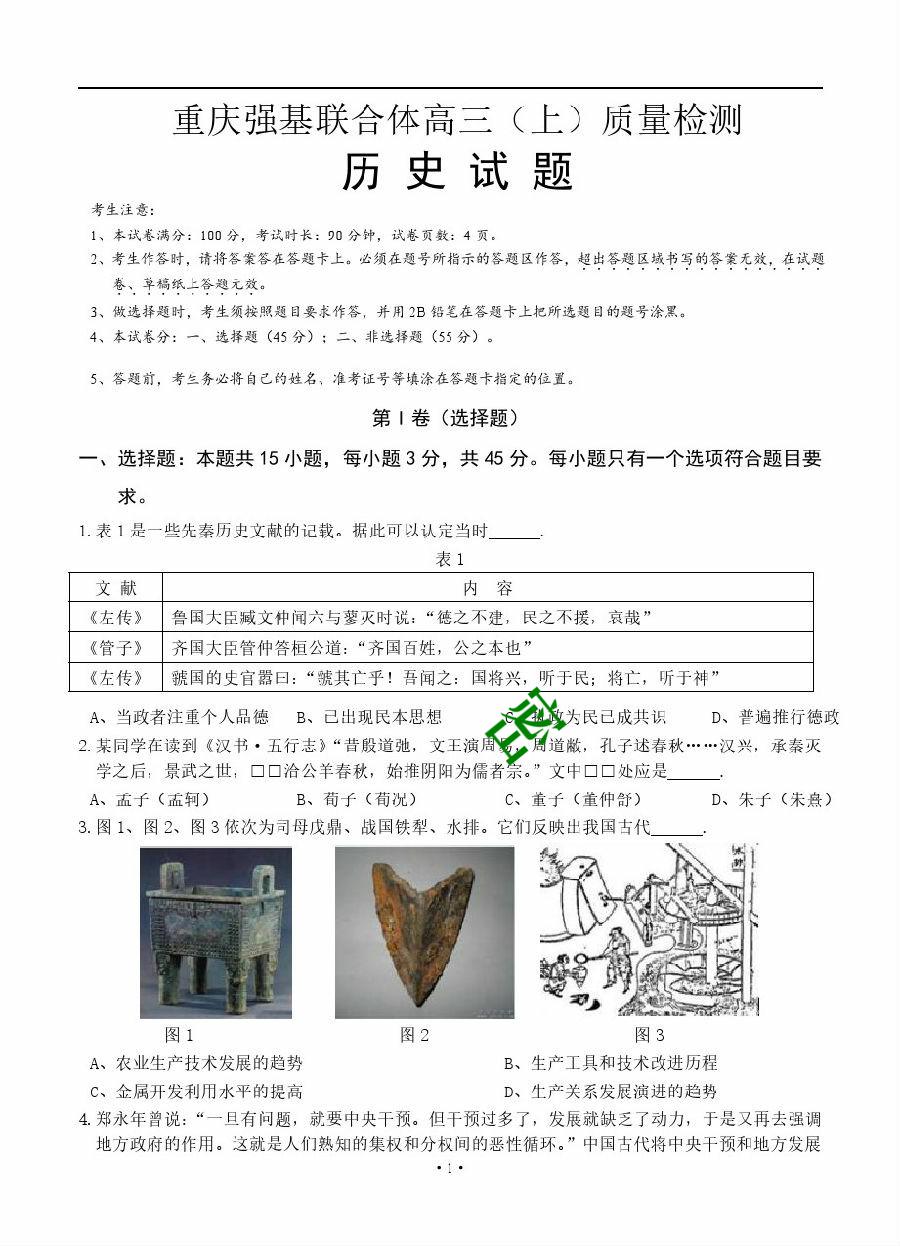 重庆强基联合体高三（上）质量检测
历 史 试 题
考生注意：
1、本试卷满分：100 分，考试时长：90 分钟，试卷页数：4 页。
2、考生作答时，请将答案答在答题卡上。必须在题号所指示的答题区作答，超出答题区域书写的答案无效，在试题
卷、草稿纸上答题无效。
3、做选择题时，考生须按照题目要求作答，并用 2B 铅笔在答题卡上把所选题目的题号涂黑。
4、本试卷分：一、选择题（45 分）；二、非选择题（55 分）。
5、答题前，考生务必将自己的姓名、准考证号等填涂在答题卡指定的位置。
第 I 卷（选择题）
一、选择题：本题共 15 小题，每小题 3 分，共 45 分。每小题只有一个选项符合题目要
求。
1. 表 1 是一些先秦历史文献的记载。据此可以认定当时______.
表 1
文 献 内 容
《左传》 鲁国大臣臧文仲闻六与蓼灭时说：“德之不建，民之不援，哀哉”
《管子》 齐国大臣管仲答桓公道：“齐国百姓，公之本也”
《左传》 虢国的史官嚣曰：“虢其亡乎！吾闻之：国将兴，听于民；将亡，听于神”
A、当政者注重个人品德 B、已出现民本思想 C、执政为民已成共识 D、普遍推行德政
2. 某同学在读到《汉书·五行志》“昔殷道弛，文王演周易；周道敝，孔子述春秋……汉兴，承秦灭
学之后，景武之世，□□治公羊春秋，始推阴阳为儒者宗。”文中□□处应是______.
A、孟子（孟轲） B、荀子（荀况） C、董子（董仲舒） D、朱子（朱熹）
3. 图 1、图 2、图 3 依次为司母戊鼎、战国铁犁、水排。它们反映出我国古代______.
图 1 图 2 图 3
A、农业生产技术发展的趋势 B、生产工具和技术改进历程
C、金属开发利用水平的提高 D、生产关系发展演进的趋势
4. 郑永年曾说：“一旦有问题，就要中央干预。但干预过多了，发展就缺乏了动力，于是又再去强调
地方政府的作用。这就是人们熟知的集权和分权间的恶性循环。”中国古代将中央干预和地方发展
·1·